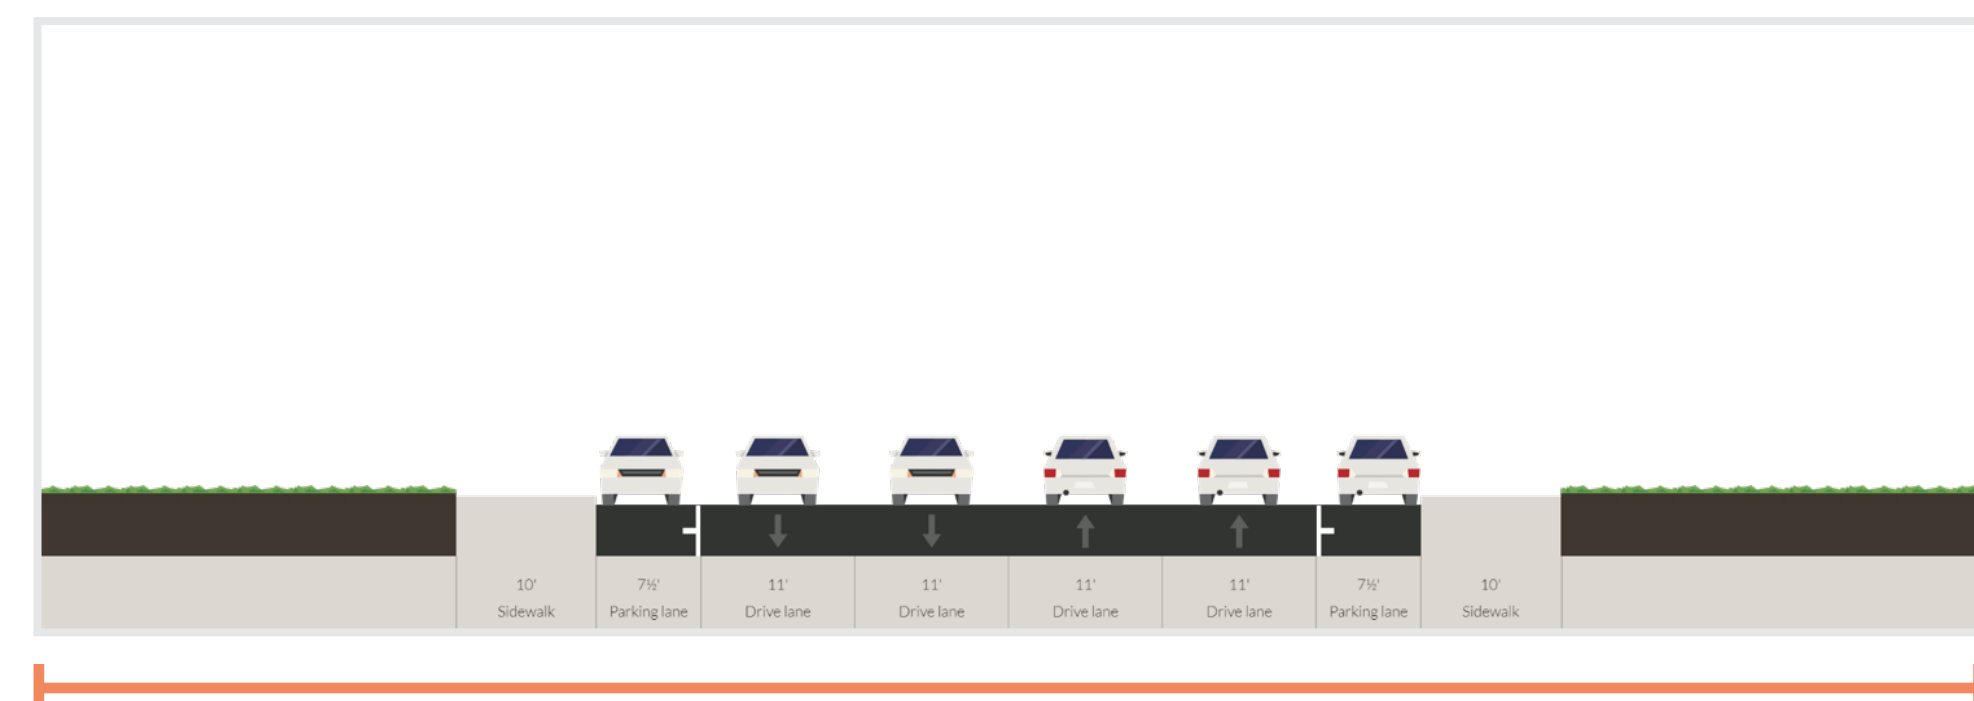 10'
Sidewalk
7½'
Parking lane
11'
Drive lane
11'
Drive lane
11'
Drive lane
11'
Drive lane
7½'
Parking lane
10'
Sidewalk